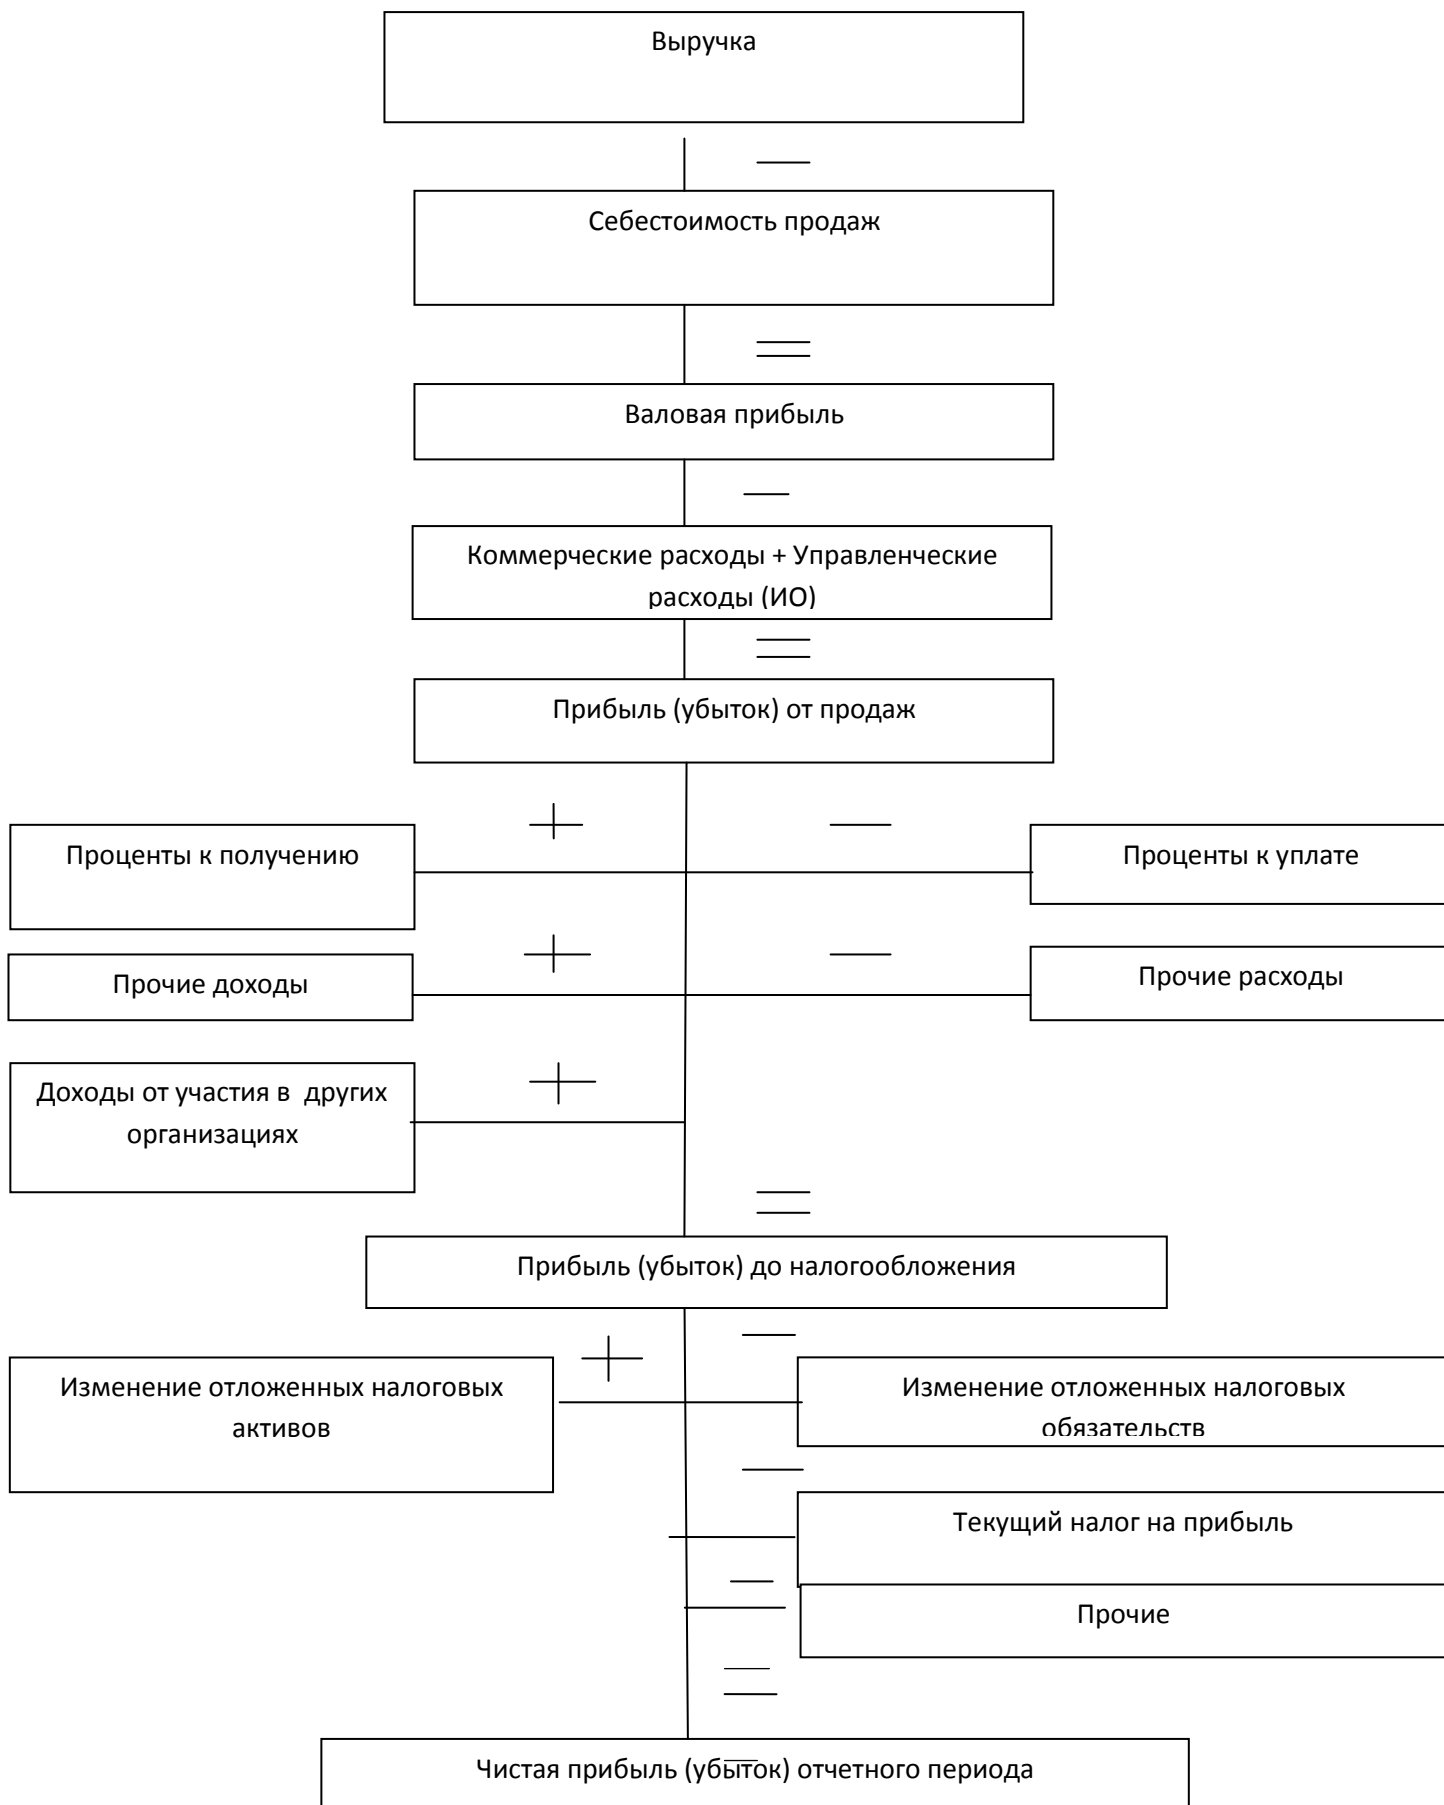 Выручка
Себестоимость продаж
Валовая прибыль
Коммерческие расходы + Управленческие
расходы (ИО)
Прибыль (убыток) от продаж
Проценты к получению
Проценты к уплате
Прочие доходы
Прочие расходы
Доходы от участия в других
организациях
Прибыль (убыток) до налогообложения
Изменение отложенных налоговых
активов
Изменение отложенных налоговых
обязательств
Текущий налог на прибыль
Прочие
Чистая прибыль (убыток) отчетного периода